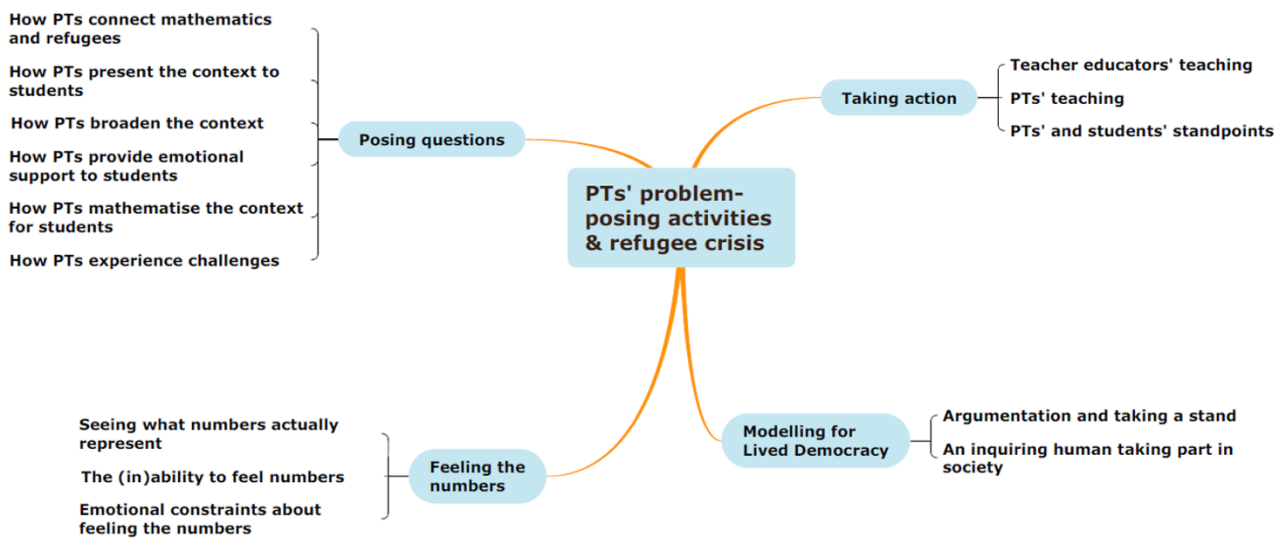 How PTs connect mathematics
and refugees
How PTs present the context to
students
How PTs broaden the context
How PTs provide emotional
support to students
How PTs mathematise the context
for students
How PTs experience challenges
Posing questions
Taking action
Teacher educators' teaching
PTs' teaching
PTs' and students' standpoints
PTs' problem-
posing activities
& refugee crisis
Seeing what numbers actually
represent
The (in)ability to feel numbers
Emotional constraints about
feeling the numbers
Feeling the
numbers
Modelling for
Lived Democracy
Argumentation and taking a stand
An inquiring human taking part in
society